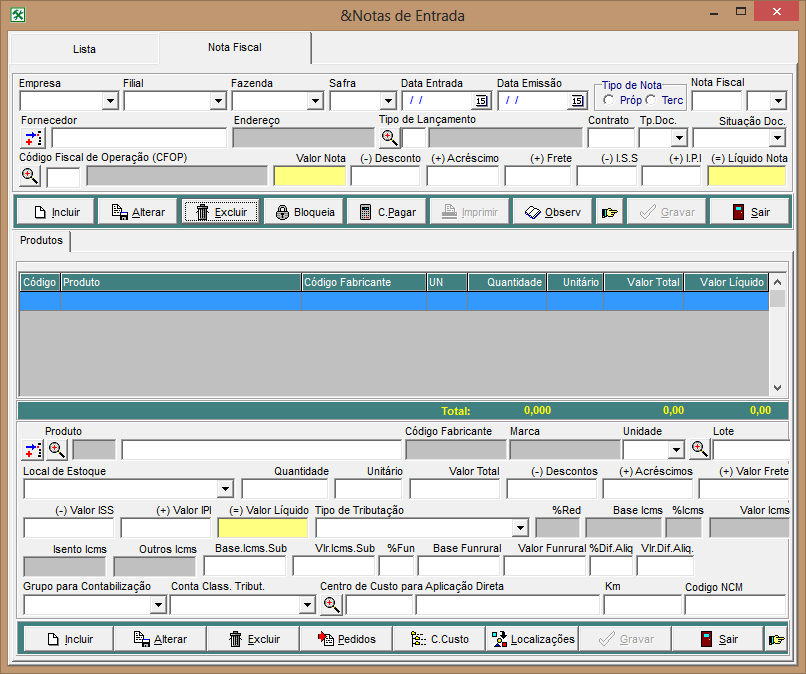 &Notas de Entrada
Lista Nota Fiscal
Empresa Filial Fazenda Safra Data Entrada Data Emissão Tipo de Nota Nota Fiscal
/ / 15 / / 15 Próp Terc
Fornecedor Endereço Tipo de Lançamento Contrato Tp.Doc. Situação Doc.
Código Fiscal de Operação (CFOP) Valor Nota (-) Desconto (+) Acréscimo (+) Frete (-) I.S.S (+) I.P.I (=) Líquido Nota
Incluir Alterar Excluir Bloqueia C.Pagar Imprimir Observ Gravar Sair
Produtos
Código Produto Código Fabricante UN Quantidade Unitário Valor Total Valor Líquido
Total: 0,000 0,00 0,00
Produto Código Fabricante Marca Unidade Lote
Local de Estoque Quantidade Unitário Valor Total (-) Descontos (+) Acréscimos (+) Valor Frete
(-) Valor ISS (+) Valor IPI (=) Valor Líquido Tipo de Tributação %Red Base Icms %Icms Valor Icms
Isento Icms Outros Icms Base.Icms.Sub Vlr.Icms.Sub %Fun Base Funrural Valor Funrural %Dif.Aliq Vlr.Dif.Aliq.
Grupo para Contabilização Conta Class. Tribut. Centro de Custo para Aplicação Direta Km Codigo NCM
Incluir Alterar Excluir Pedidos C.Custo Localizações Gravar Sair